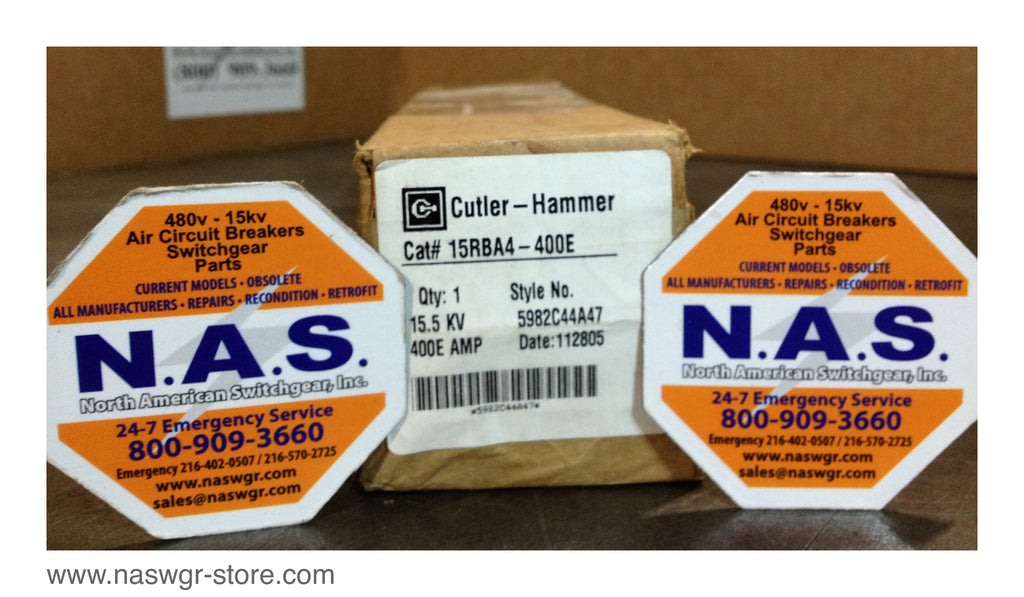 (800) 909-3660
480v - 15kv
Air Circuit Breakers
Switchgear
Parts
CURRENT MODELS • OBSOLETE
ALL MANUFACTURERS • REPAIRS • RECONDITION • RETROFIT
N.A.S.
North American Switchgear, Inc.
24-7 Emergency Service
800-909-3660
Emergency 216-402-0507 / 216-570-2725
www.naswgr.com
sales@naswgr.com
Cutler-Hammer
Cat# 15RBA4-400E
Qty: 1 Style No.
15.5 KV 5982C44A47
400E AMP Date:112805
*5982C44A47*
480v - 15kv
Air Circuit Breakers
Switchgear
Parts
CURRENT MODELS • OBSOLETE
ALL MANUFACTURERS • REPAIRS • RECONDITION • RETROFIT
N.A.S.
North American Switchgear, Inc.
24-7 Emergency Service
800-909-3660
Emergency 216-402-0507 / 216-570-2725
www.naswgr.com
sales@naswgr.com
www.naswgr-store.com